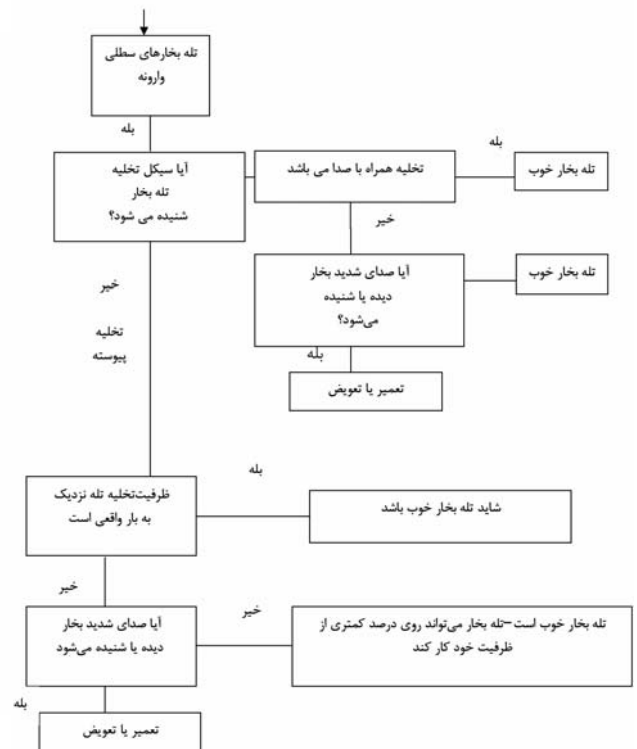 تله بخارهای سطلی
وارونه
بله
آیا سیکل تخلیه
تله بخار
شنیده می شود؟
تخلیه همراه با صدا می باشد
بله
تله بخار خوب
خیر
آیا صدای شدید بخار
دیده یا شنیده
می‌شود؟
تله بخار خوب
بله
تعمیر یا تعویض
خیر
تخلیه
پیوسته
ظرفیت‌تخلیه تله نزدیک
به بار واقعی است
بله
شاید تله بخار خوب باشد
خیر
آیا صدای شدید بخار
دیده یا شنیده می‌شود
خیر
تله بخار خوب است –تله بخار می‌تواند روی درصد کمتری از
ظرفیت خود کار کند
بله
تعمیر یا تعویض